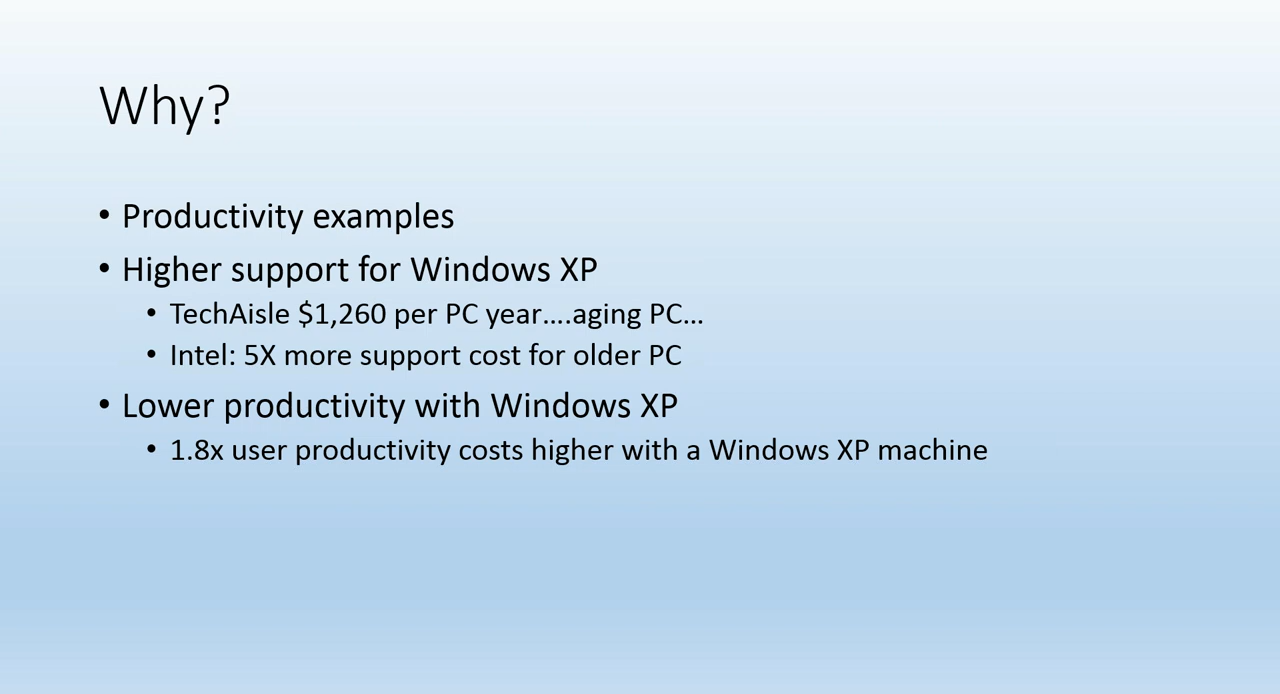 Why?
• Productivity examples
• Higher support for Windows XP
• TechAisle $1,260 per PC year….aging PC…
• Intel: 5X more support cost for older PC
• Lower productivity with Windows XP
• 1.8x user productivity costs higher with a Windows XP machine